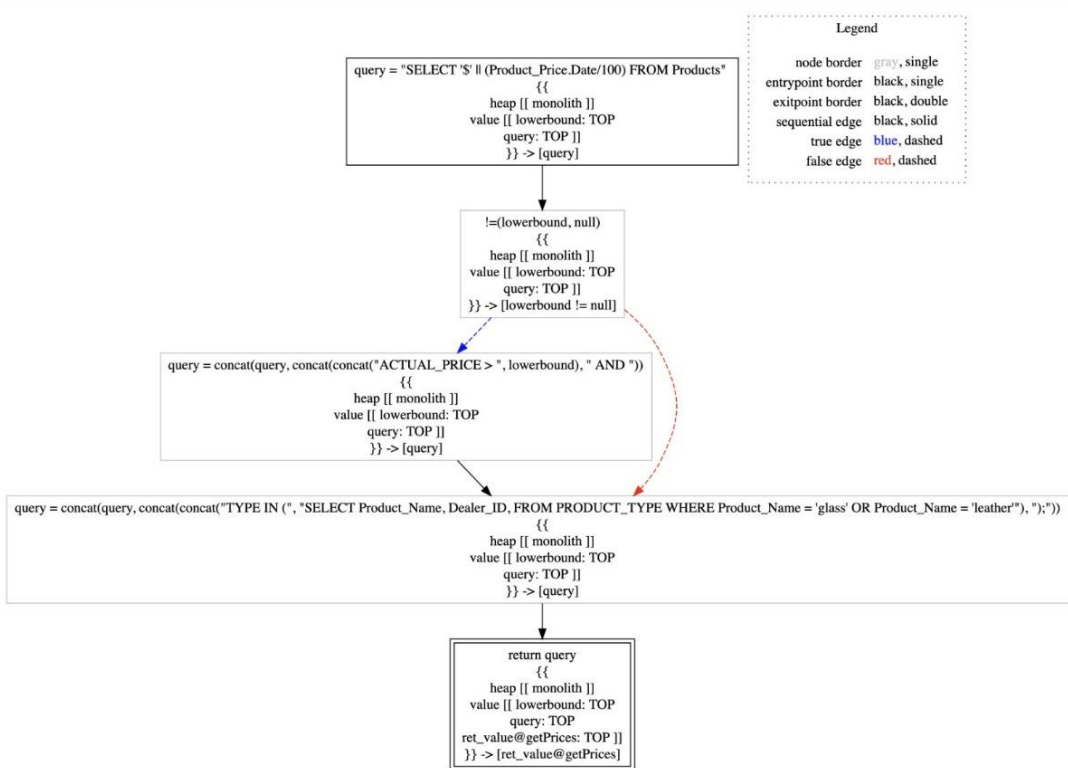 Legend
node border gray, single
entrypoint border black, single
exitpoint border black, double
sequential edge black, solid
true edge blue, dashed
false edge red, dashed
query = "SELECT '$' || (Product_Price.Date/100) FROM Products"
{{
heap [[ monolith ]]
value [[ lowerbound: TOP
query: TOP ]]
}} -> [query]
!=(lowerbound, null)
{{
heap [[ monolith ]]
value [[ lowerbound: TOP
query: TOP ]]
}} -> [lowerbound != null]
query = concat(query, concat(concat("ACTUAL_PRICE > ", lowerbound), " AND "))
{{
heap [[ monolith ]]
value [[ lowerbound: TOP
query: TOP ]]
}} -> [query]
query = concat(query, concat(concat("TYPE IN (", "SELECT Product_Name, Dealer_ID, FROM PRODUCT_TYPE WHERE Product_Name = 'glass' OR Product_Name = 'leather'"), ");"))
{{
heap [[ monolith ]]
value [[ lowerbound: TOP
query: TOP ]]
}} -> [query]
return query
{{
heap [[ monolith ]]
value [[ lowerbound: TOP
query: TOP
ret_value@getPrices: TOP ]]
}} -> [ret_value@getPrices]